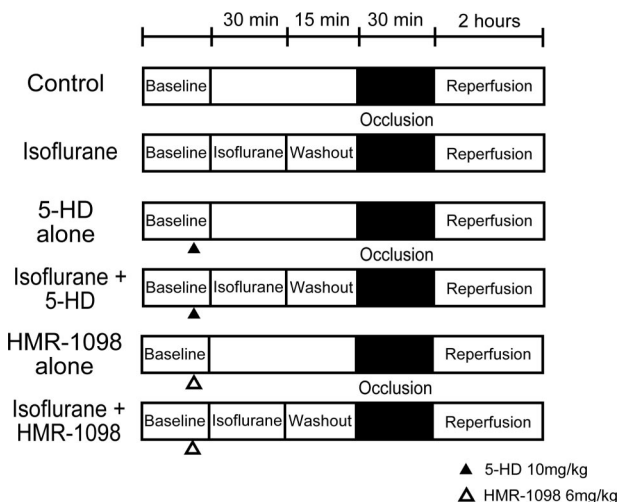 30 min 15 min 30 min 2 hours
Control Baseline Reperfusion
Occlusion
Isoflurane Baseline Isoflurane Washout Reperfusion
5-HD
alone
Baseline Reperfusion
Occlusion
Isoflurane +
5-HD
Baseline Isoflurane Washout Reperfusion
HMR-1098
alone
Baseline Reperfusion
Occlusion
Isoflurane +
HMR-1098
Baseline Isoflurane Washout Reperfusion
5-HD 10mg/kg
HMR-1098 6mg/kg